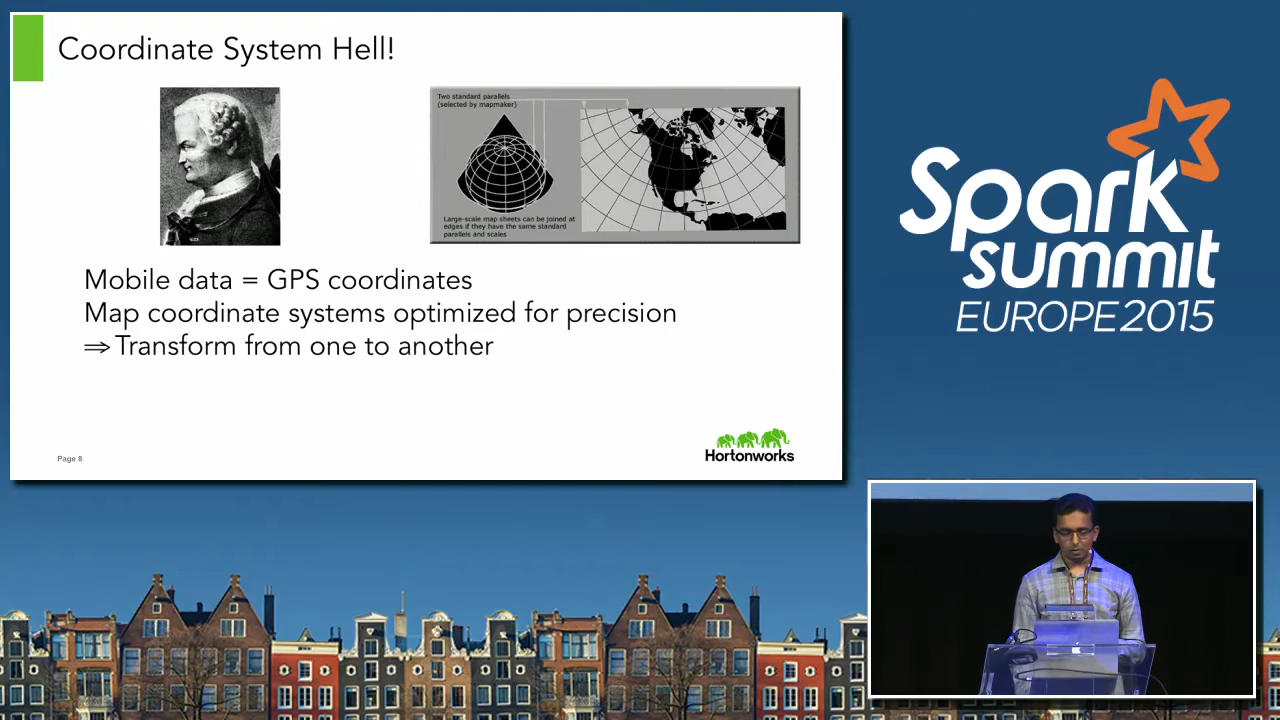 Coordinate System Hell!
Two standard parallels
(selected by mapmaker)
Large-scale map sheets can be joined at
edges if they have the same standard
parallels and scales
Mobile data = GPS coordinates
Map coordinate systems optimized for precision
⇒ Transform from one to another
Page 8
Hortonworks
Spark
summit
EUROPE 2015